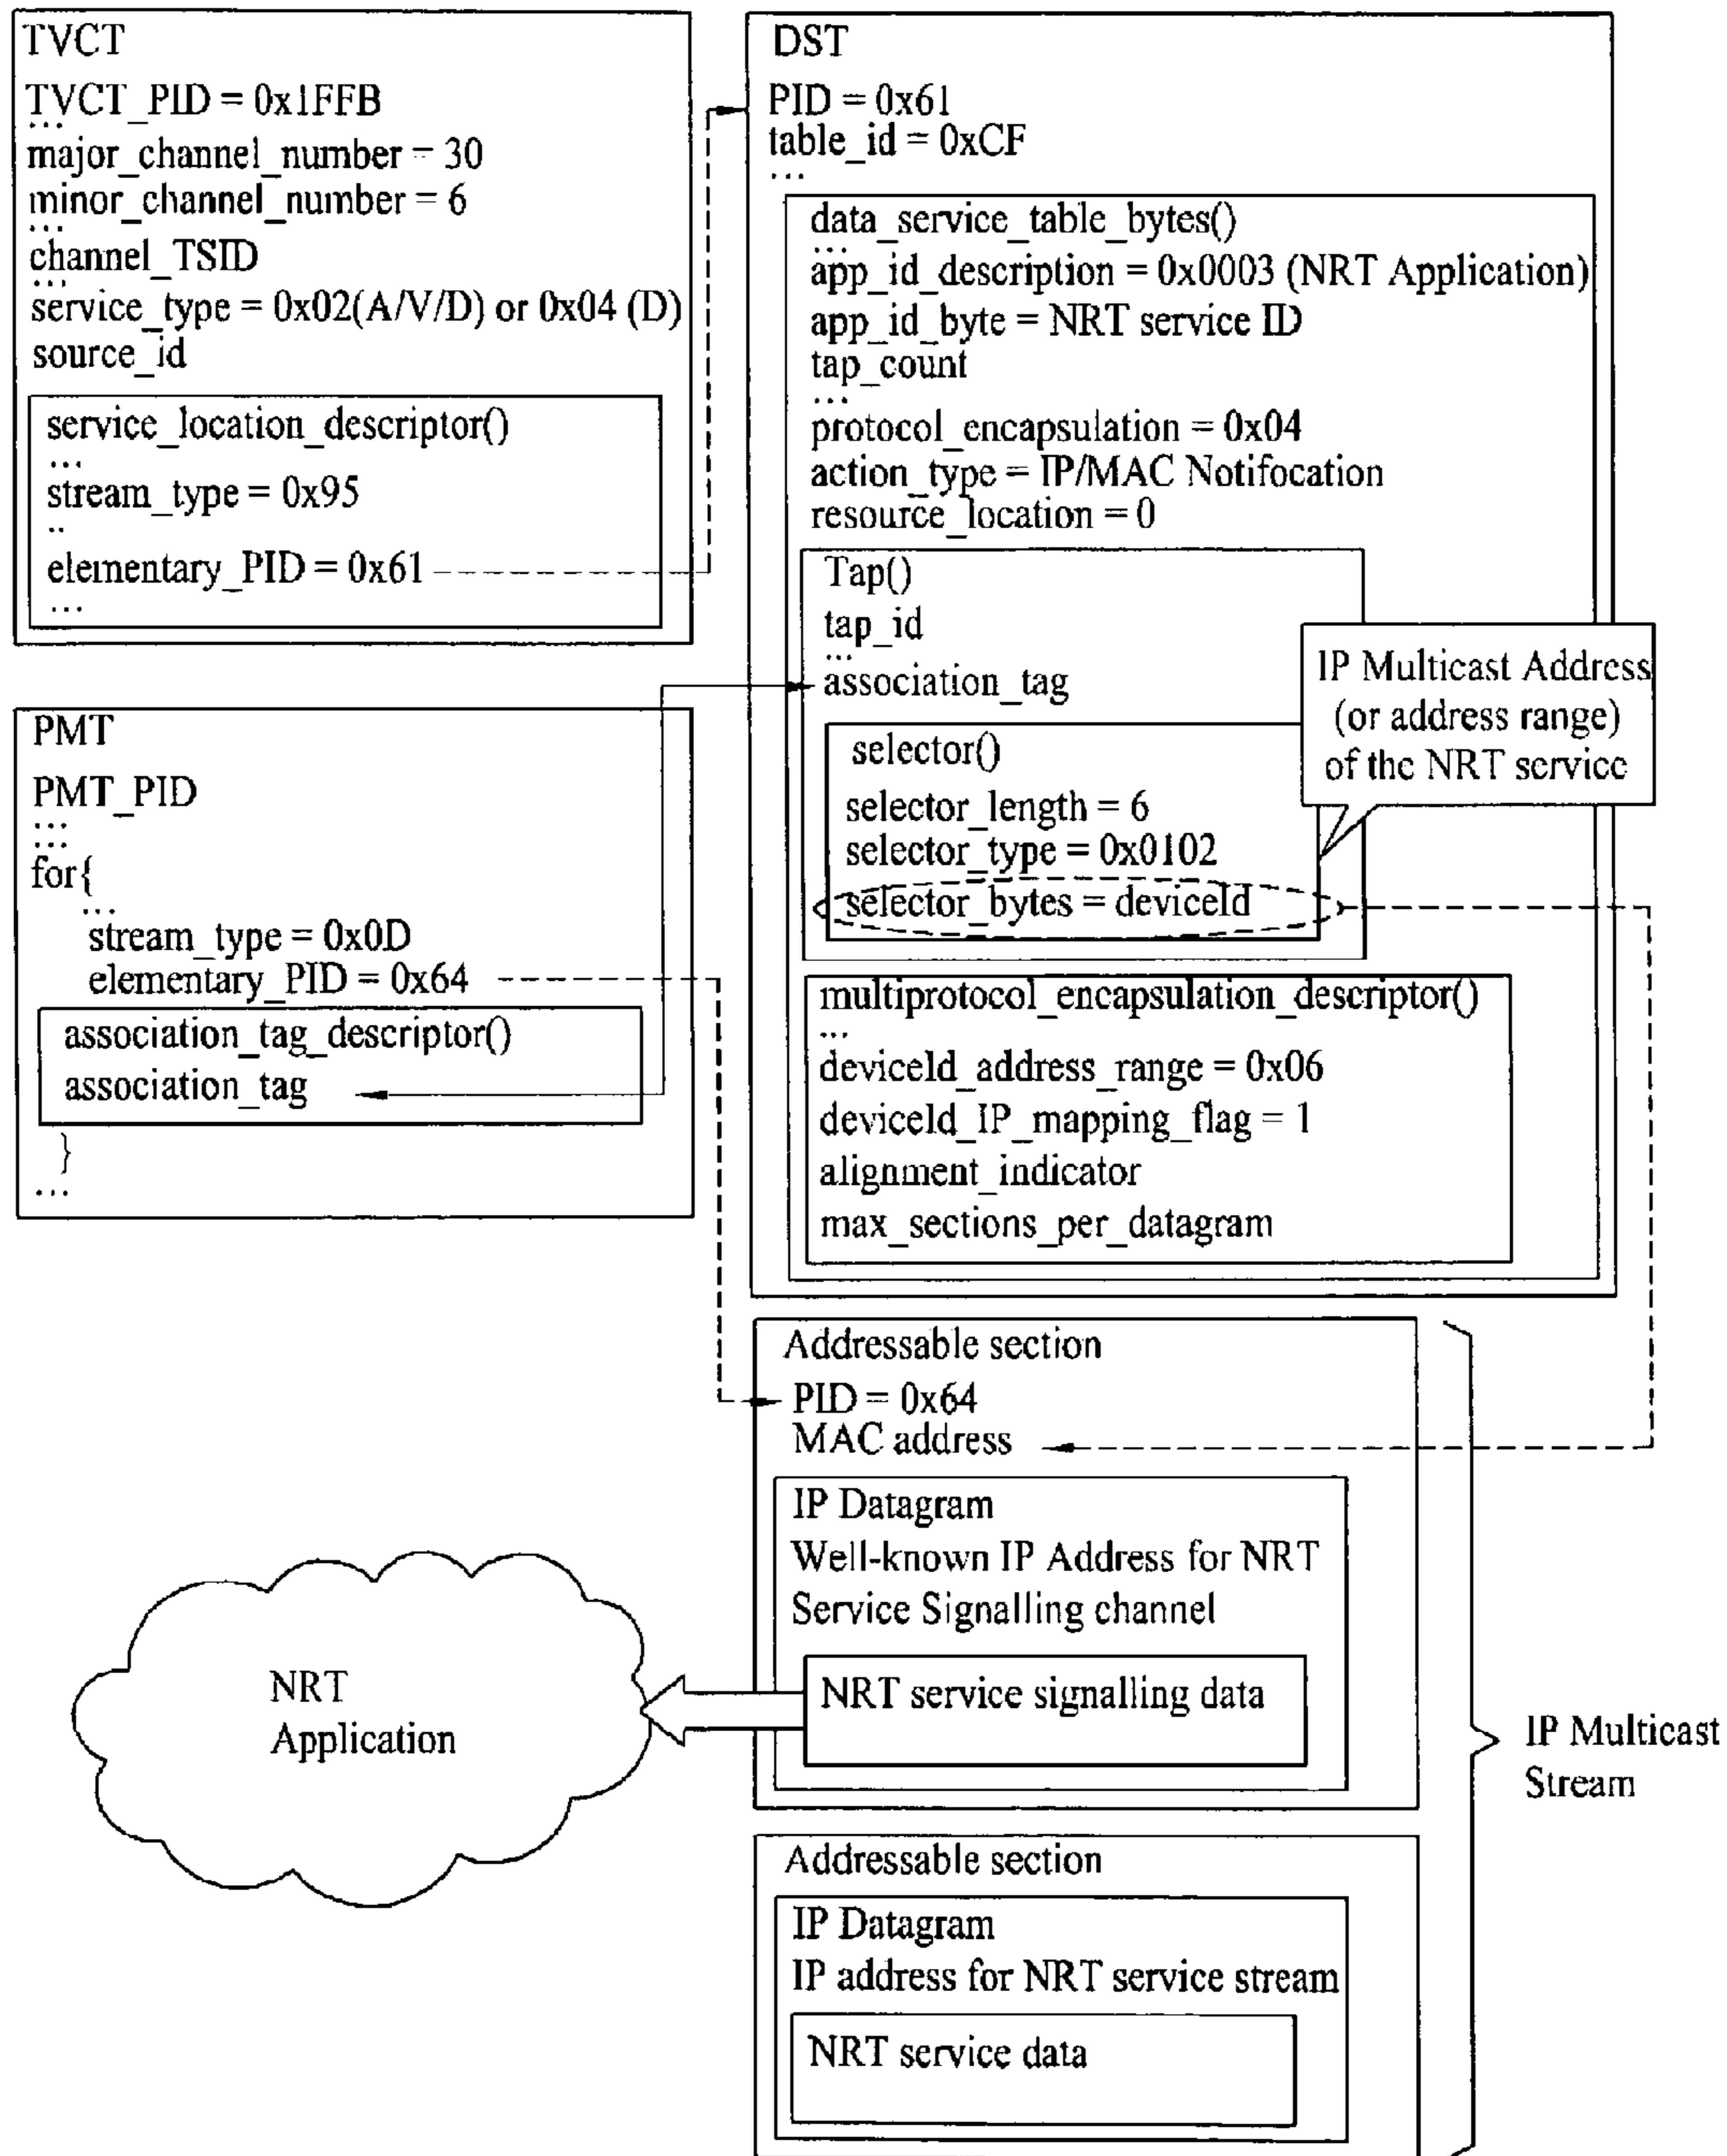 TVCT
TVCT_PID = 0x1FFB
...
major_channel_number = 30
minor_channel_number = 6
...
channel_TSID
...
service_type = 0x02(A/V/D) or 0x04 (D)
source_id
service_location_descriptor()
...
stream_type = 0x95
..
elementary_PID = 0x61
...
PMT
PMT_PID
...
...
for{
...
stream_type = 0x0D
elementary_PID = 0x64
association_tag_descriptor()
association_tag
}
...
DST
PID = 0x61
table_id = 0xCF
...
data_service_table_bytes()
...
app_id_description = 0x0003 (NRT Application)
app_id_byte = NRT service ID
tap_count
...
protocol_encapsulation = 0x04
action_type = IP/MAC Notifocation
resource_location = 0
Tap()
tap_id
...
association_tag
selector()
selector_length = 6
selector_type = 0x0102
selector_bytes = deviceId
IP Multicast Address
(or address range)
of the NRT service
multiprotocol_encapsulation_descriptor()
...
deviceId_address_range = 0x06
deviceId_IP_mapping_flag = 1
alignment_indicator
max_sections_per_datagram
Addressable section
PID = 0x64
MAC address
IP Datagram
Well-known IP Address for NRT
Service Signalling channel
NRT service signalling data
NRT
Application
IP Multicast
Stream
Addressable section
IP Datagram
IP address for NRT service stream
NRT service data